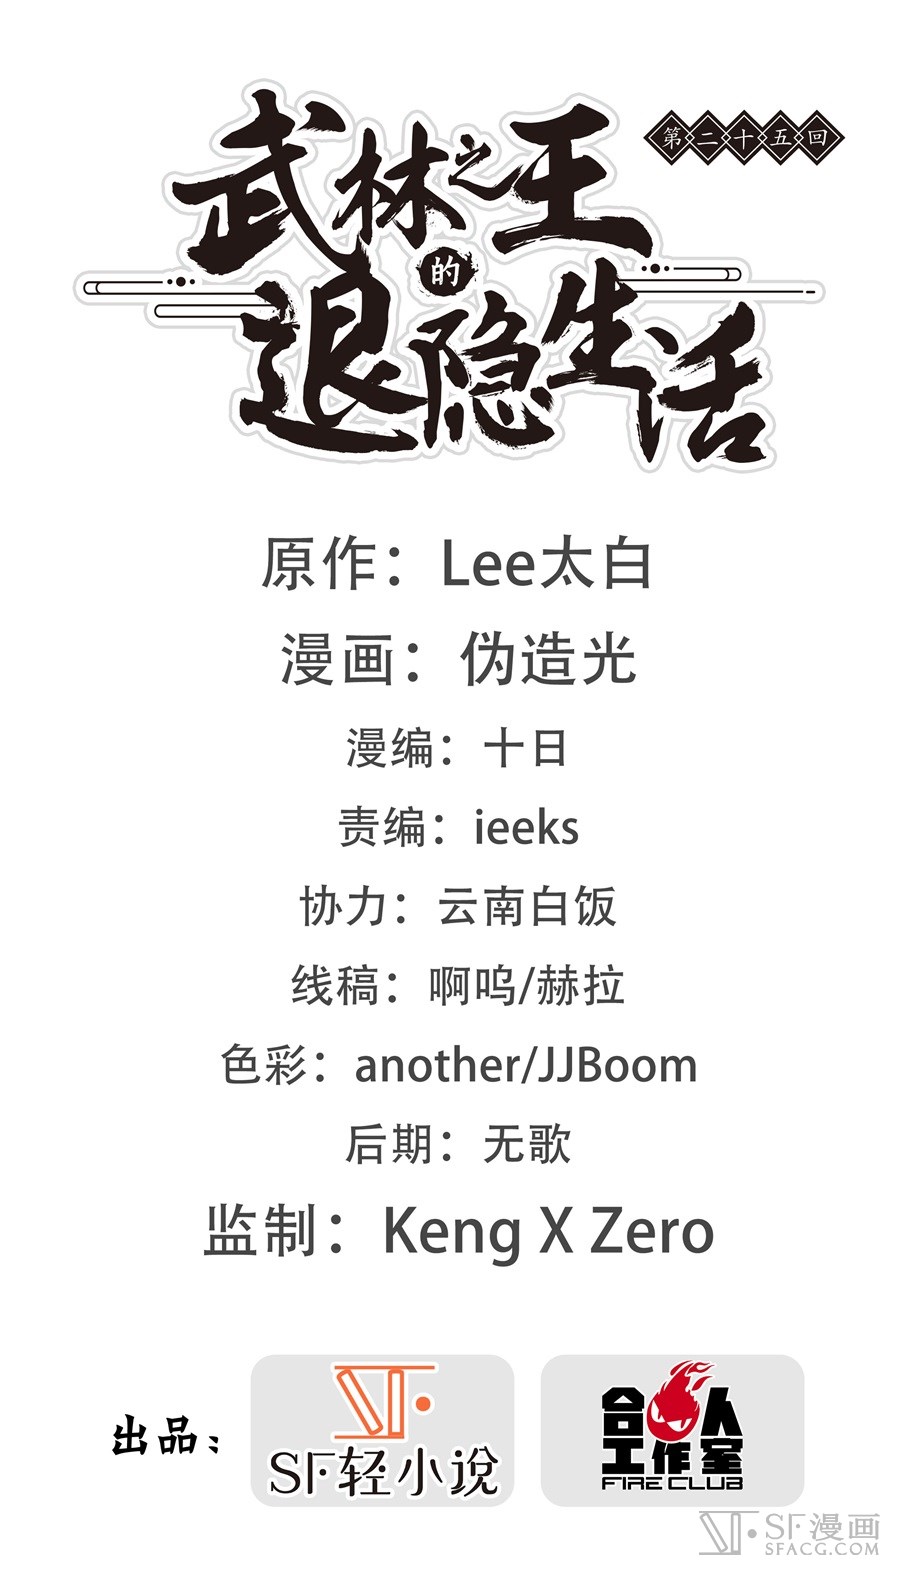 武林之王
第二十五回
的
退隐生活
原作：Lee太白
漫画：伪造光
漫编：十日
责编：ieeks
协力：云南白饭
线稿：啊呜/赫拉
色彩：another/JJBoom
后期：无歌
监制：Keng X Zero
出品：
SF轻小说
合人
工作室
FIRE CLUB
SF漫画
SFACG.COM